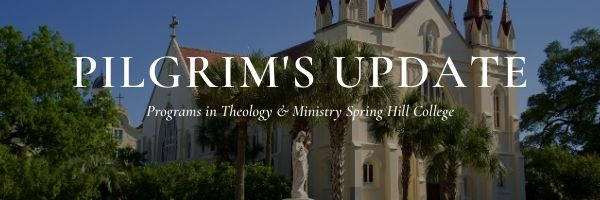 PILGRIM'S UPDATE
Programs in Theology & Ministry Spring Hill College